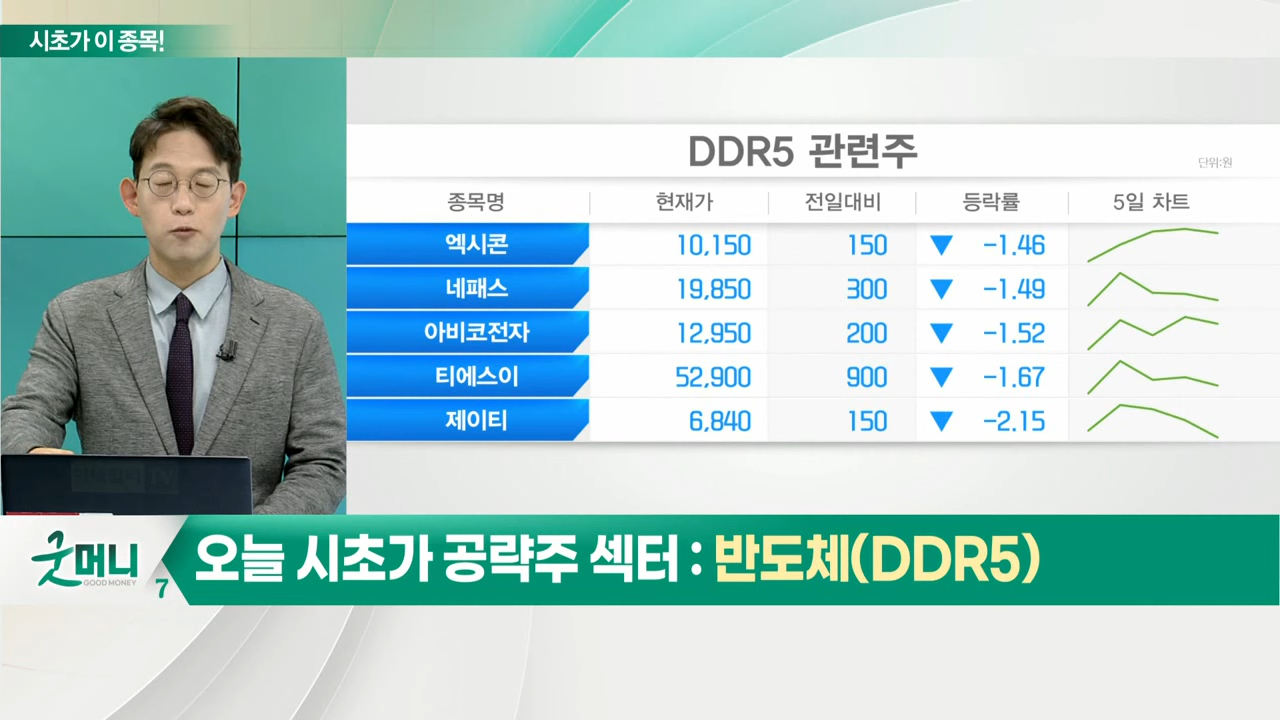 시초가 이 종목!
DDR5 관련주
단위:원
종목명 현재가 전일대비 등락률 5일 차트
엑시콘 10,150 150 ▼ -1.46
네패스 19,850 300 ▼ -1.49
아비코전자 12,950 200 ▼ -1.52
티에스이 52,900 900 ▼ -1.67
제이티 6,840 150 ▼ -2.15
굿머니
GOOD MONEY
7
오늘 시초가 공략주 섹터 : 반도체(DDR5)